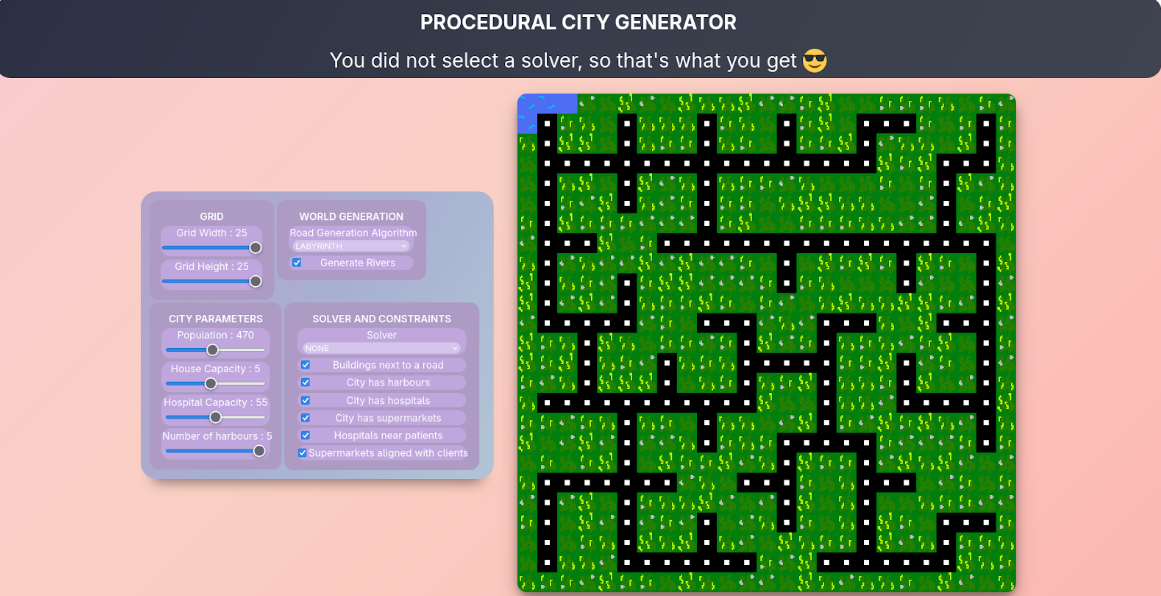 PROCEDURAL CITY GENERATOR
You did not select a solver, so that's what you get 😎
GRID
Grid Width : 25
Grid Height : 25
WORLD GENERATION
Road Generation Algorithm
LABYRINTH
Generate Rivers
CITY PARAMETERS
Population : 470
House Capacity : 5
Hospital Capacity : 55
Number of harbours : 5
SOLVER AND CONSTRAINTS
Solver
NONE
Buildings next to a road
City has harbours
City has hospitals
City has supermarkets
Hospitals near patients
Supermarkets aligned with clients